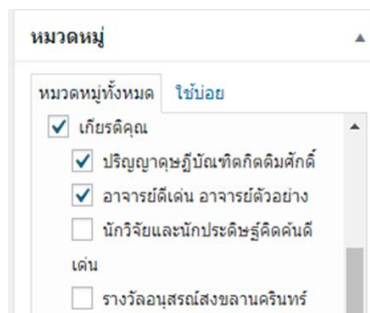 หมวดหมู่
หมวดหมู่ทั้งหมด ใช้บ่อย
เกียรติคุณ
ปริญญาดุษฎีบัณฑิตกิตติมศักดิ์
อาจารย์ดีเด่น อาจารย์ตัวอย่าง
นักวิจัยและนักประดิษฐ์คิดค้นดี
เด่น
รางวัลอนุสรณ์สงขลานครินทร์